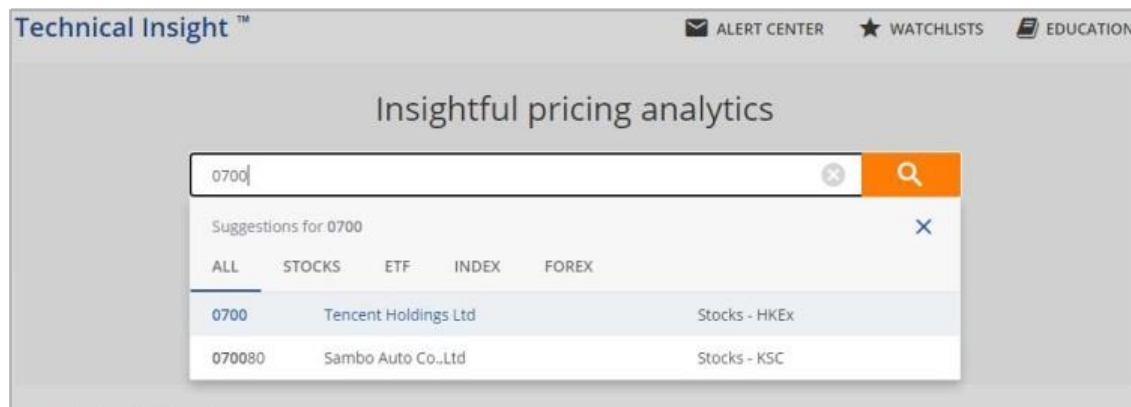 Technical Insight ™ ALERT CENTER WATCHLISTS EDUCATION
Insightful pricing analytics
0700
Suggestions for 0700
ALL STOCKS ETF INDEX FOREX
0700 Tencent Holdings Ltd Stocks - HKEx
070080 Sambo Auto Co.,Ltd Stocks - KSC